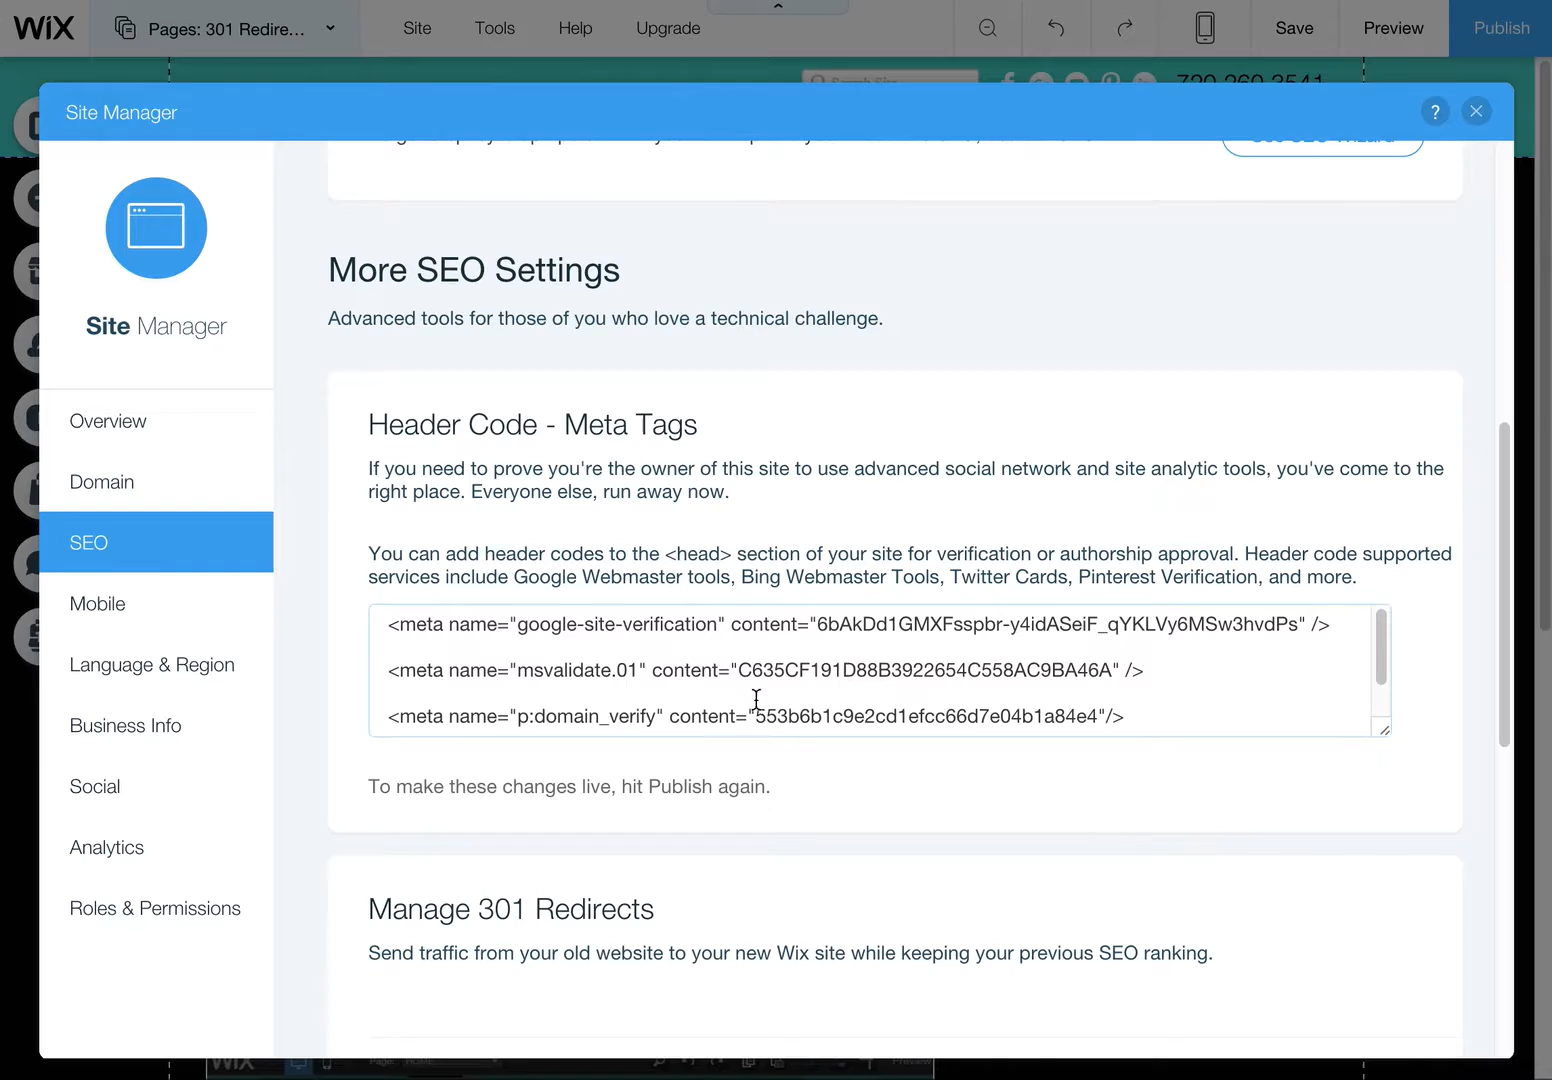 WiX
Pages: 301 Redire...
Site
Tools
Help
Upgrade
Save
Preview
Publish
Site Manager
?
Site Manager
Overview
Domain
SEO
Mobile
Language & Region
Business Info
Social
Analytics
Roles & Permissions
More SEO Settings
Advanced tools for those of you who love a technical challenge.
Header Code - Meta Tags
If you need to prove you're the owner of this site to use advanced social network and site analytic tools, you've come to the
right place. Everyone else, run away now.
You can add header codes to the <head> section of your site for verification or authorship approval. Header code supported
services include Google Webmaster tools, Bing Webmaster Tools, Twitter Cards, Pinterest Verification, and more.
<meta name="google-site-verification" content="6bAkDd1GMXFsspbr-y4idASeiF_qYKLVy6MSw3hvdPs" />
<meta name="msvalidate.01" content="C635CF191D88B3922654C558AC9BA46A" />
<meta name="p:domain_verify" content="553b6b1c9e2cd1efcc66d7e04b1a84e4"/>
To make these changes live, hit Publish again.
Manage 301 Redirects
Send traffic from your old website to your new Wix site while keeping your previous SEO ranking.